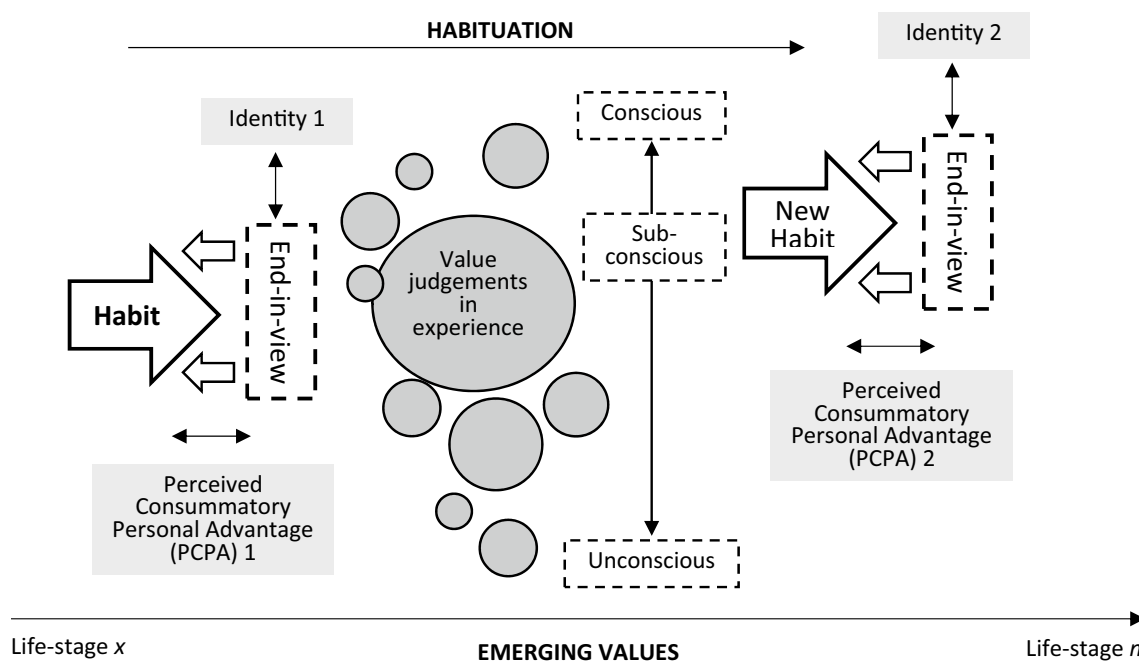 HABITUATION
Identity 2
Identity 1
Conscious
End-in-view
New
Habit
Sub-
conscious
Value
judgements
in
experience
End-in-view
Habit
Perceived
Consummatory
Personal Advantage
(PCPA) 2
Perceived
Consummatory
Personal Advantage
(PCPA) 1
Unconscious
Life-stage x
EMERGING VALUES
Life-stage n